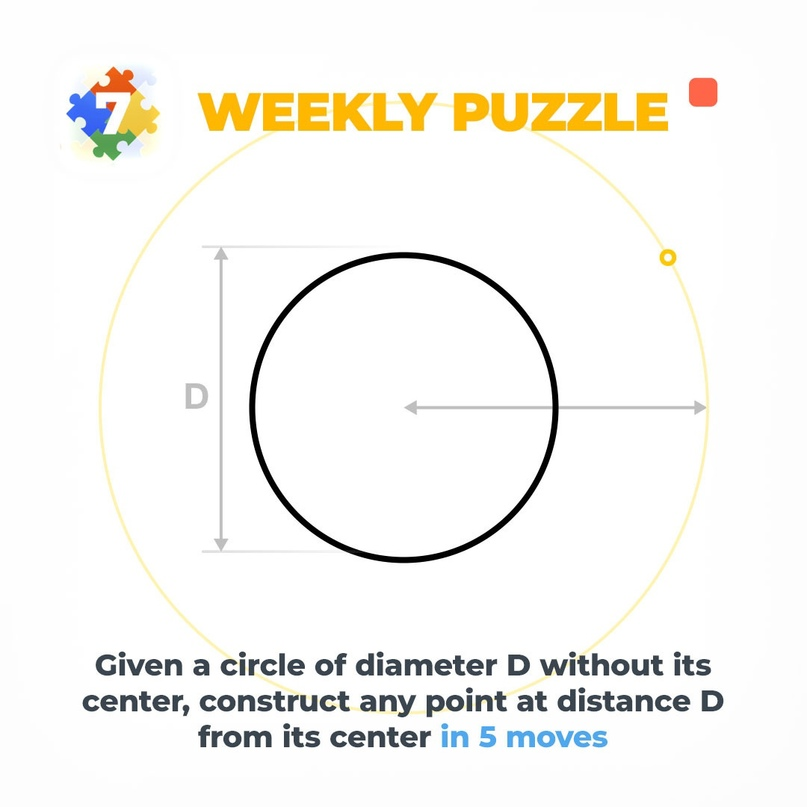 7
WEEKLY PUZZLE
D
Given a circle of diameter D without its
center, construct any point at distance D
from its center in 5 moves